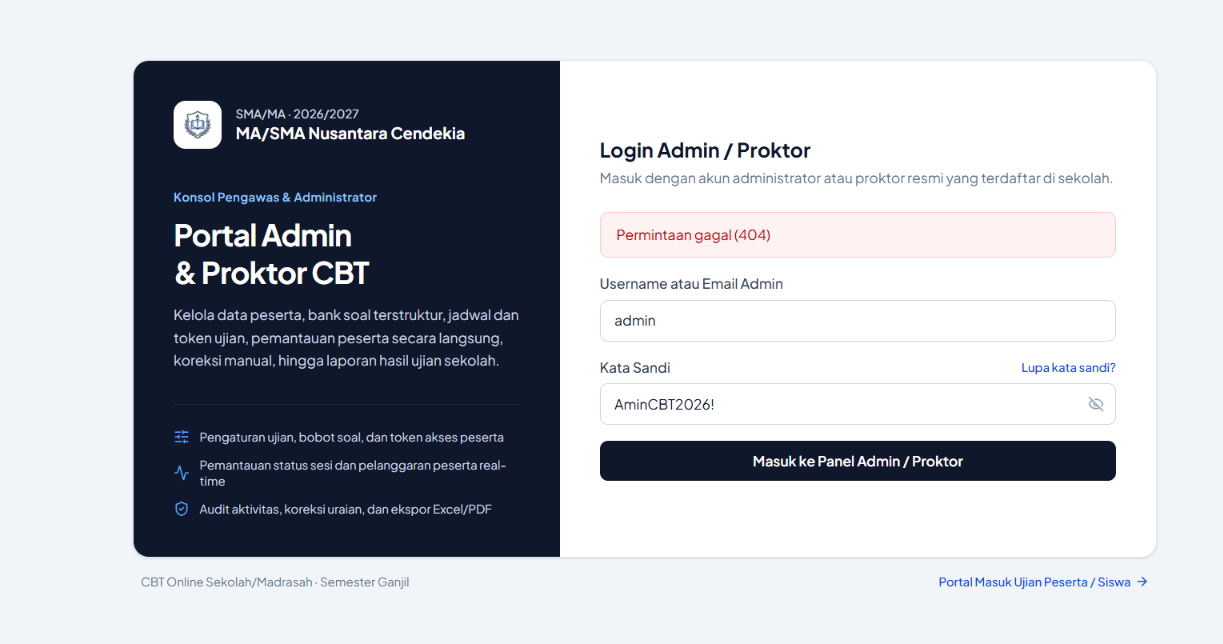 SMA/MA · 2026/2027
MA/SMA Nusantara Cendekia
Konsol Pengawas & Administrator
Portal Admin
& Proktor CBT
Kelola data peserta, bank soal terstruktur, jadwal dan
token ujian, pemantauan peserta secara langsung,
koreksi manual, hingga laporan hasil ujian sekolah.
Pengaturan ujian, bobot soal, dan token akses peserta
Pemantauan status sesi dan pelanggaran peserta real-
time
Audit aktivitas, koreksi uraian, dan ekspor Excel/PDF
Login Admin / Proktor
Masuk dengan akun administrator atau proktor resmi yang terdaftar di sekolah.
Permintaan gagal (404)
Username atau Email Admin
admin
Kata Sandi
Lupa kata sandi?
AminCBT2026!
Masuk ke Panel Admin / Proktor
CBT Online Sekolah/Madrasah · Semester Ganjil
Portal Masuk Ujian Peserta / Siswa →